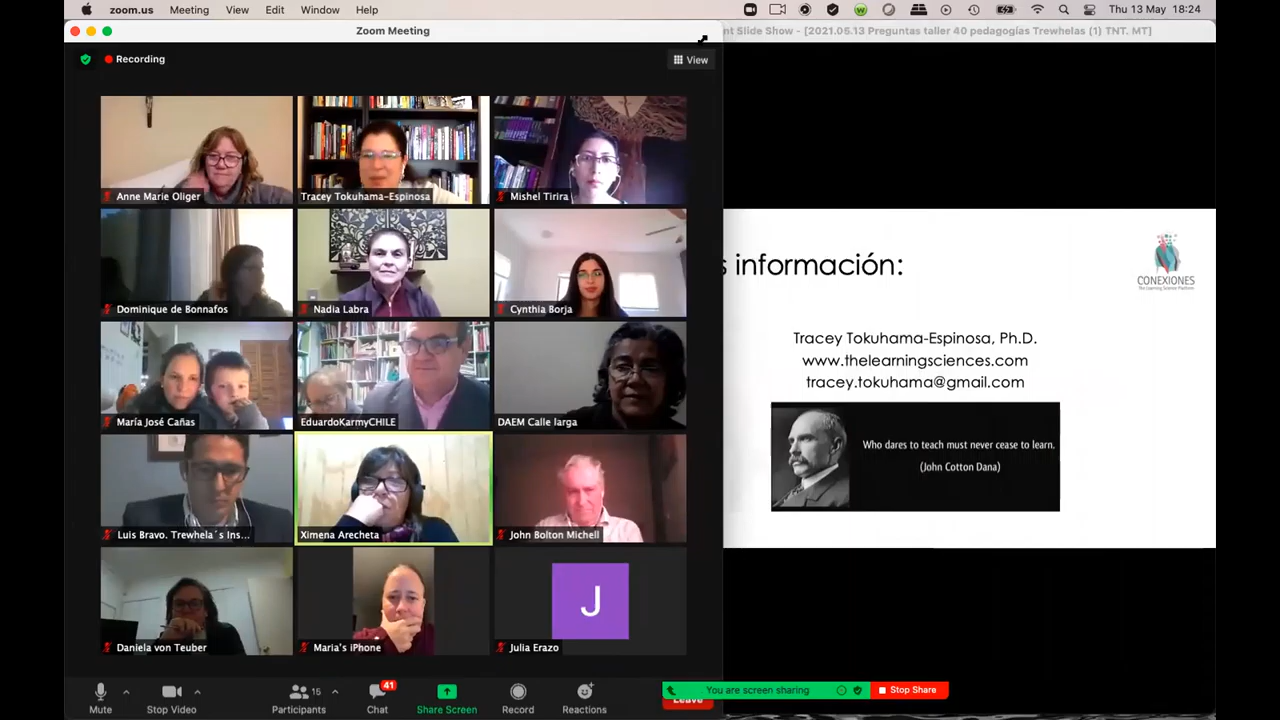 zoom.us Meeting View Edit Window Help
Thu 13 May 18:24
Zoom Meeting
nt Slide Show - [2021.05.13 Preguntas taller 40 pedagogías Trewhelas (1) TNT. MT]
Recording
View
Anne Marie Oliger
Tracey Tokuhama-Espinosa
Mishel Tirira
Dominique de Bonnafos
Nadia Labra
Cynthia Borja
María José Cañas
EduardoKarmyCHILE
DAEM Calle larga
Luis Bravo. Trewhela´s Ins...
Ximena Arecheta
John Bolton Michell
Daniela von Teuber
Maria's iPhone
J
Julia Erazo
s información:
CONEXIONES
The Learning Science Platform
Tracey Tokuhama-Espinosa, Ph.D.
www.thelearningsciences.com
tracey.tokuhama@gmail.com
Who dares to teach must never cease to learn.
(John Cotton Dana)
Mute
Stop Video
15
Participants
41
Chat
Share Screen
Record
Reactions
Leave
You are screen sharing
Stop Share